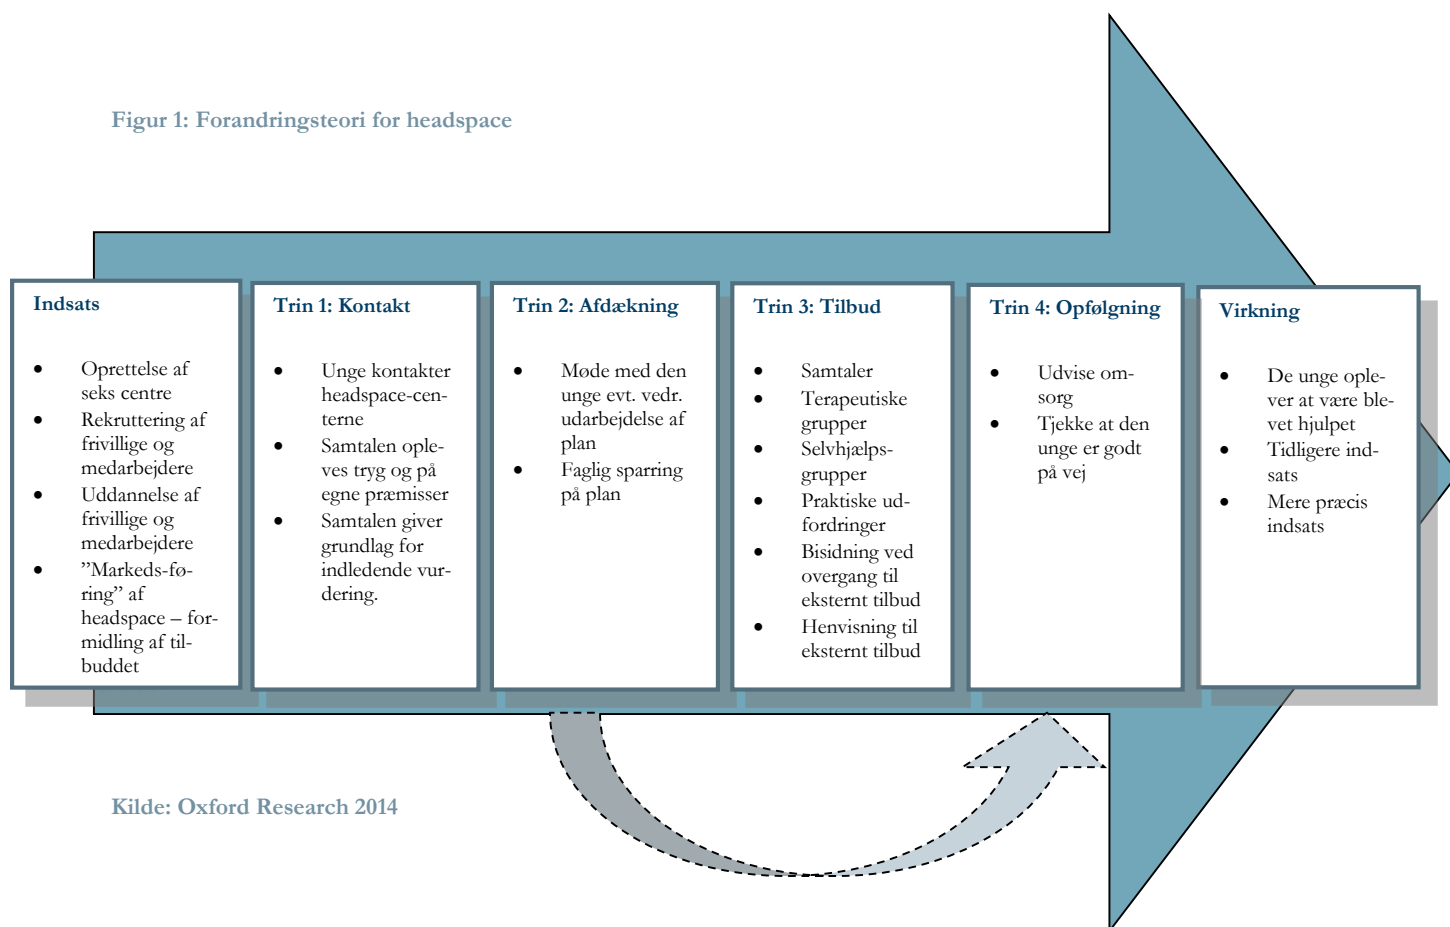 Figur 1: Forandringsteori for headspace
Indsats
• Oprettelse af
seks centre
• Rekruttering af
frivillige og
medarbejdere
• Uddannelse af
frivillige og
medarbejdere
• ”Markeds-fø-
ring” af
headspace – for-
midling af til-
buddet
Trin 1: Kontakt
• Unge kontakter
headspace-cen-
terne
• Samtalen ople-
ves tryg og på
egne præmisser
• Samtalen giver
grundlag for
indledende vur-
dering.
Trin 2: Afdækning
• Møde med den
unge evt. vedr.
udarbejdelse af
plan
• Faglig sparring
på plan
Trin 3: Tilbud
• Samtaler
• Terapeutiske
grupper
• Selvhjælps-
grupper
• Praktiske ud-
fordringer
• Bisidning ved
overgang til
eksternt tilbud
• Henvisning til
eksternt tilbud
Trin 4: Opfølgning
• Udvise om-
sorg
• Tjekke at den
unge er godt
på vej
Virkning
• De unge ople-
ver at være ble-
vet hjulpet
• Tidligere ind-
sats
• Mere præcis
indsats
Kilde: Oxford Research 2014